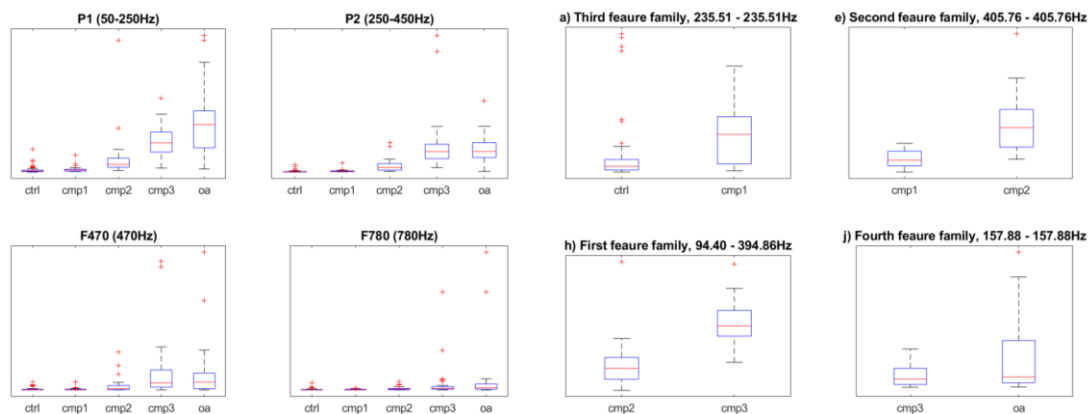 P1 (50-250Hz)
ctrl cmp1 cmp2 cmp3 oa
P2 (250-450Hz)
ctrl cmp1 cmp2 cmp3 oa
a) Third feaure family, 235.51 - 235.51Hz
ctrl cmp1
e) Second feaure family, 405.76 - 405.76Hz
cmp1 cmp2
F470 (470Hz)
ctrl cmp1 cmp2 cmp3 oa
F780 (780Hz)
ctrl cmp1 cmp2 cmp3 oa
h) First feaure family, 94.40 - 394.86Hz
cmp2 cmp3
j) Fourth feaure family, 157.88 - 157.88Hz
cmp3 oa